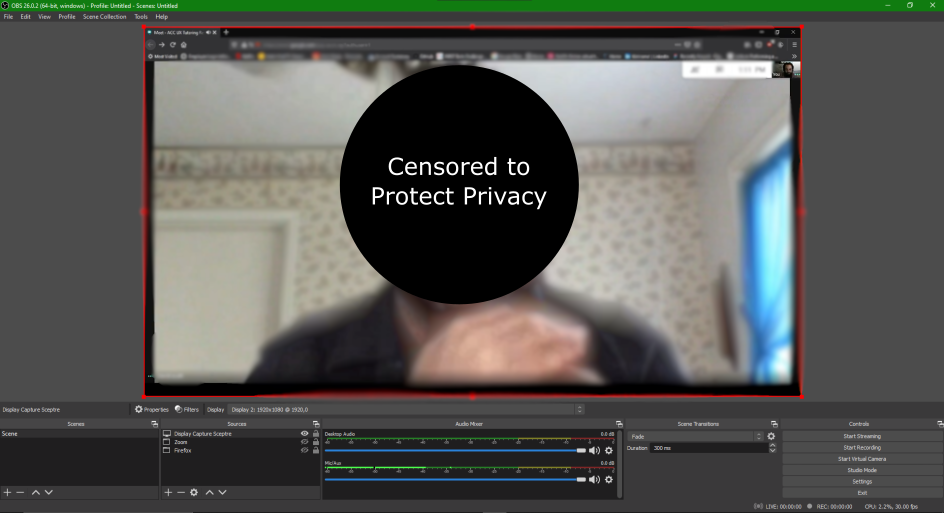 OBS 26.0.2 (64-bit, windows) - Profile: Untitled - Scenes: Untitled
File Edit View Profile Scene Collection Tools Help
Censored to
Protect Privacy
You
Display Capture Sceptre
Properties
Filters
Display
Display 2: 1920x1080 @ 1920,0
Scenes
Scene
Sources
Display Capture Sceptre
Zoom
Firefox
Audio Mixer
Desktop Audio
0.0 dB
Mic/Aux
0.0 dB
Scene Transitions
Fade
Duration 300 ms
Controls
Start Streaming
Start Recording
Start Virtual Camera
Studio Mode
Settings
Exit
LIVE: 00:00:00 REC: 00:00:00 CPU: 2.2%, 30.00 fps